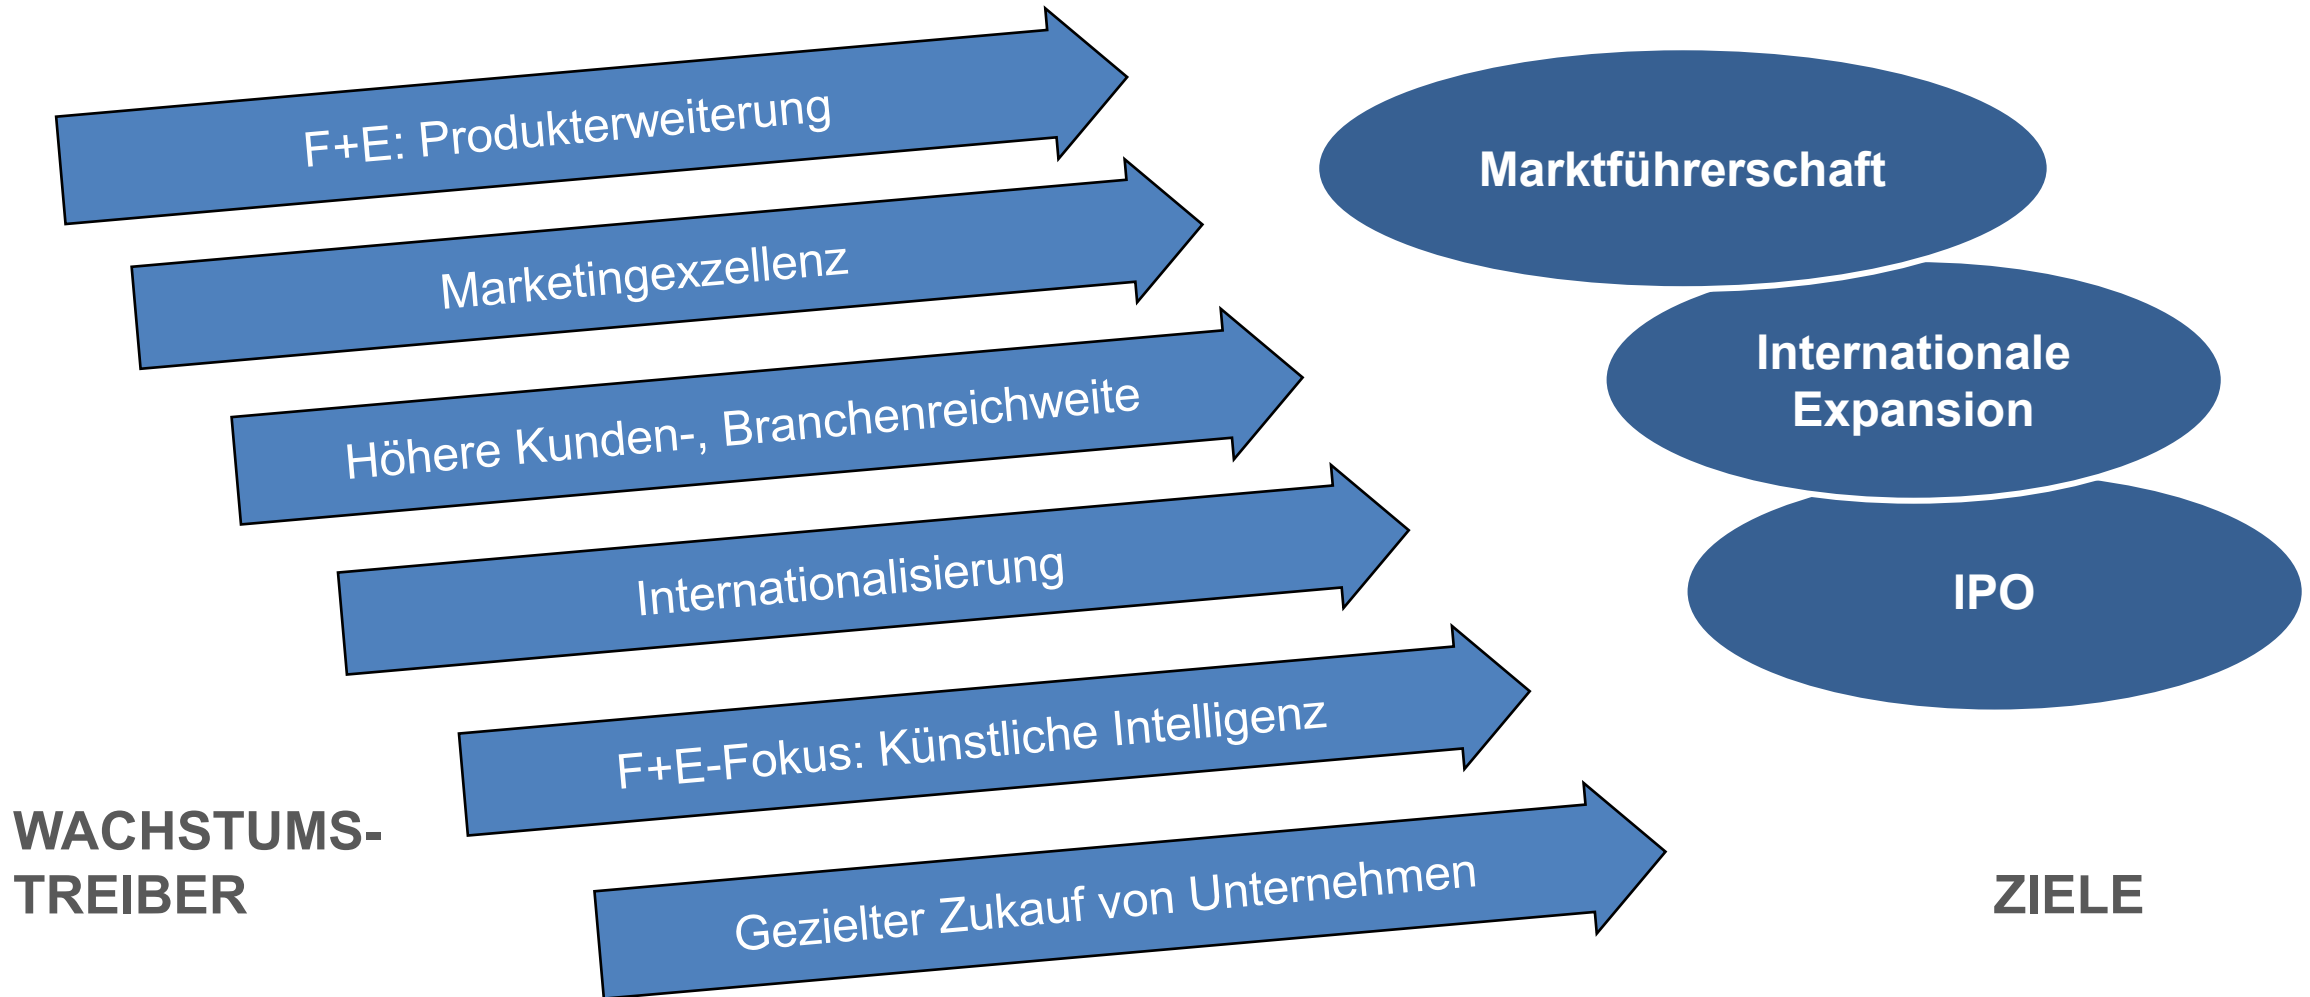 F+E: Produkterweiterung
Marketingexzellenz
Höhere Kunden-, Branchenreichweite
Internationalisierung
F+E-Fokus: Künstliche Intelligenz
Gezielter Zukauf von Unternehmen
WACHSTUMS-
TREIBER
Marktführerschaft
Internationale
Expansion
IPO
ZIELE